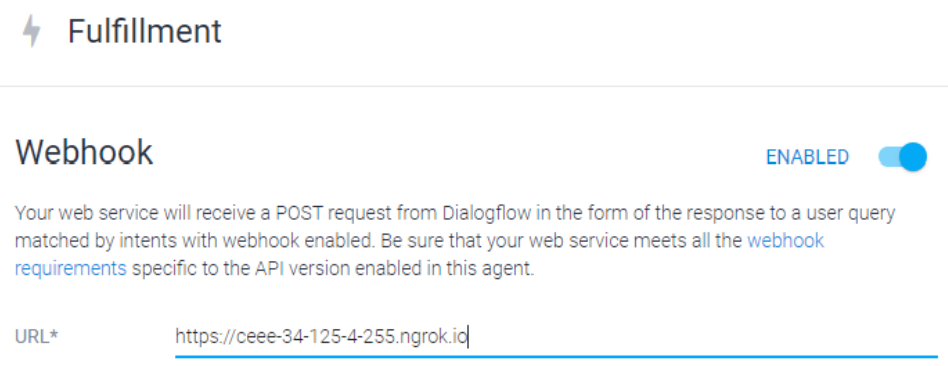 Fulfillment
Webhook
ENABLED
Your web service will receive a POST request from Dialogflow in the form of the response to a user query
matched by intents with webhook enabled. Be sure that your web service meets all the webhook
requirements specific to the API version enabled in this agent.
URL* https://ceee-34-125-4-255.ngrok.io